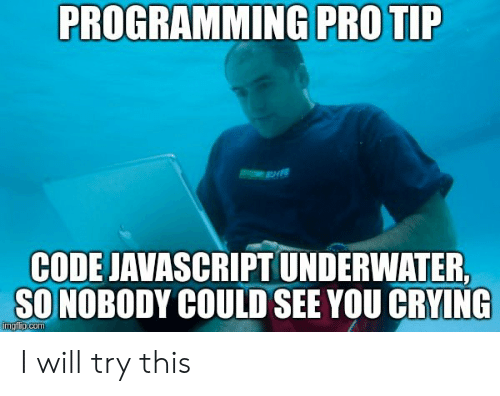 PROGRAMMING PRO TIP
CODE JAVASCRIPT UNDERWATER,
SO NOBODY COULD SEE YOU CRYING
imgflip.com
I will try this